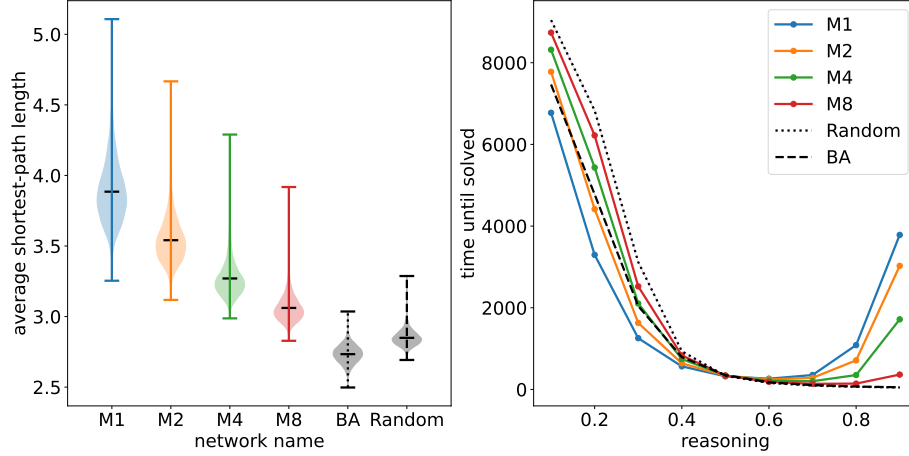 average shortest-path length
5.0
4.5
4.0
3.5
3.0
2.5
M1 M2 M4 M8 BA Random
network name
time until solved
8000
6000
4000
2000
0
0.2 0.4 0.6 0.8
reasoning
M1
M2
M4
M8
Random
BA